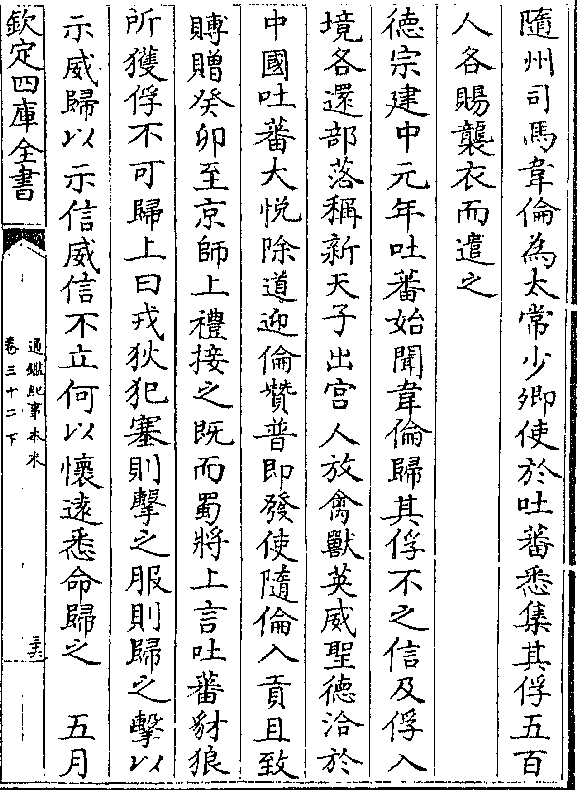 隨州司馬韋倫為太常少卿使於吐蕃悉集其俘五百
人各賜襲衣而遣之
德宗建中元年吐蕃始聞韋倫歸其俘不之信及俘入
境各還部落稱新天子出宫人放禽獸英威聖德洽於
中國吐蕃大悦除道迎倫贊普即發使隨倫入貢且致
賻贈癸卯至京師上禮接之既而蜀將上言吐蕃豺狼
所獲俘不可歸上曰戎狄犯塞則擊之服則歸之擊以
示威歸以示信威信不立何以懷遠悉命歸之　五月
欽定四庫全書
通鑑紀事本末
卷三十二下